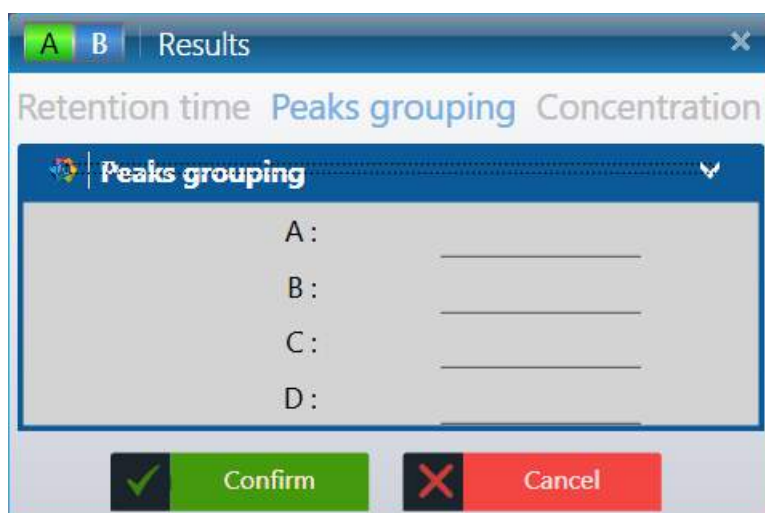 A B Results
Retention time Peaks grouping Concentration
Peaks grouping
A :
B :
C :
D :
Confirm Cancel